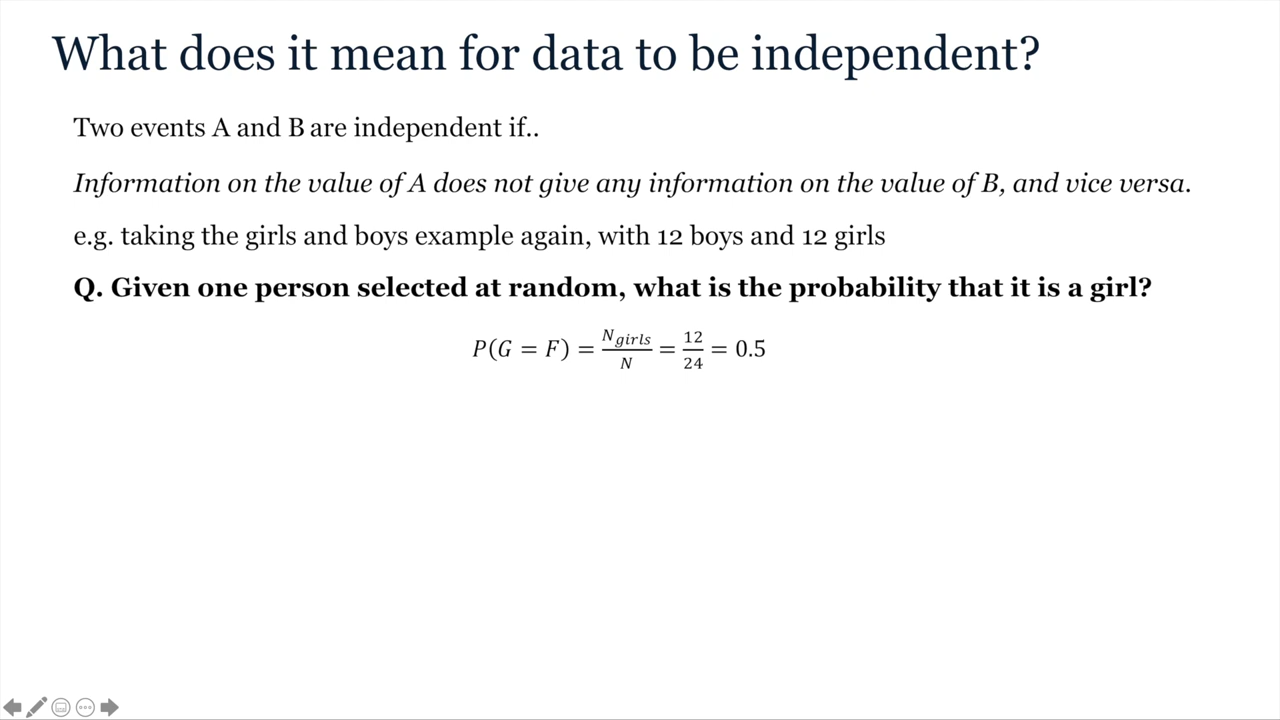 What does it mean for data to be independent?
Two events A and B are independent if..
Information on the value of A does not give any information on the value of B, and vice versa.
e.g. taking the girls and boys example again, with 12 boys and 12 girls
Q. Given one person selected at random, what is the probability that it is a girl?
P(G = F) = N_girls/N = 12/24 = 0.5